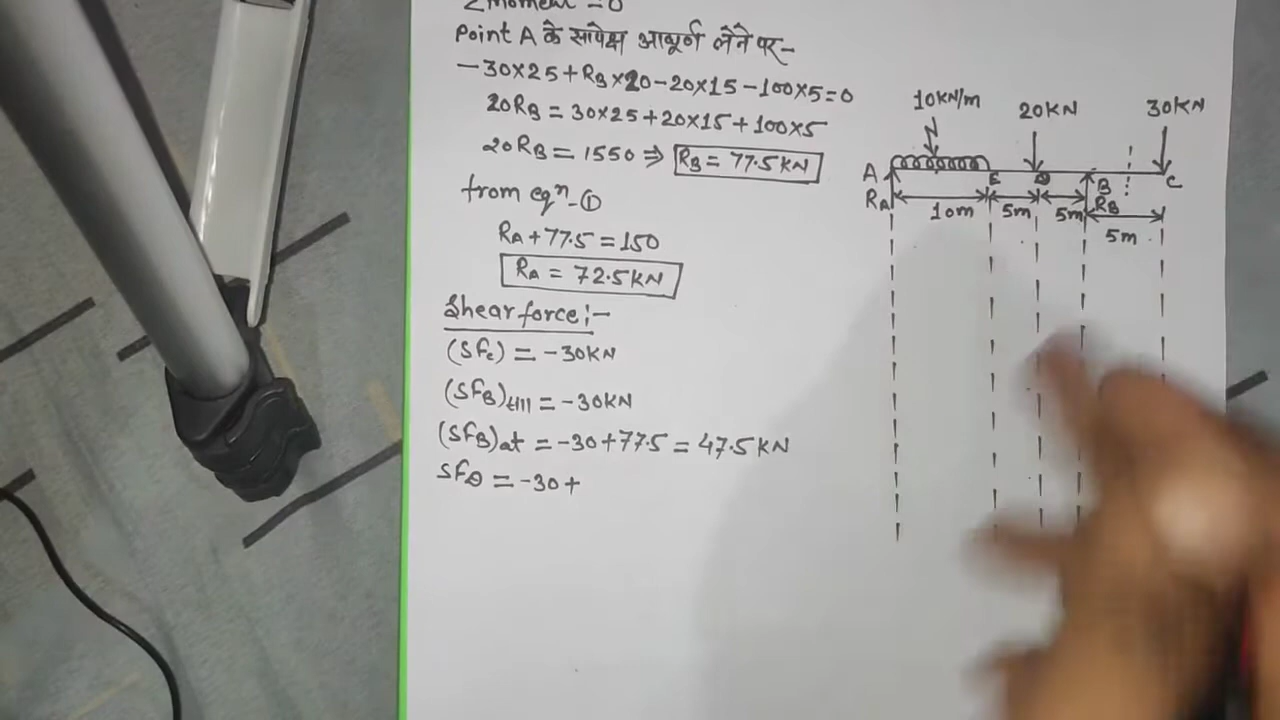 Σ Moment = 0
Point A के सापेक्ष आघूर्ण लेने पर-
-30×25+RB×20-20×15-100×5=0
20RB = 30×25+20×15+100×5
20RB = 1550 ⇒ RB = 77.5KN
from eqⁿ-①
RA+77.5=150
RA = 72.5KN
Shear force:-
(SFc) = -30KN
(SFB)till = -30KN
(SFB)at = -30+77.5 = 47.5KN
SFD = -30+
10KN/m
20KN
30KN
A
E
D
B
C
RA
RB
10m
5m
5m
5m